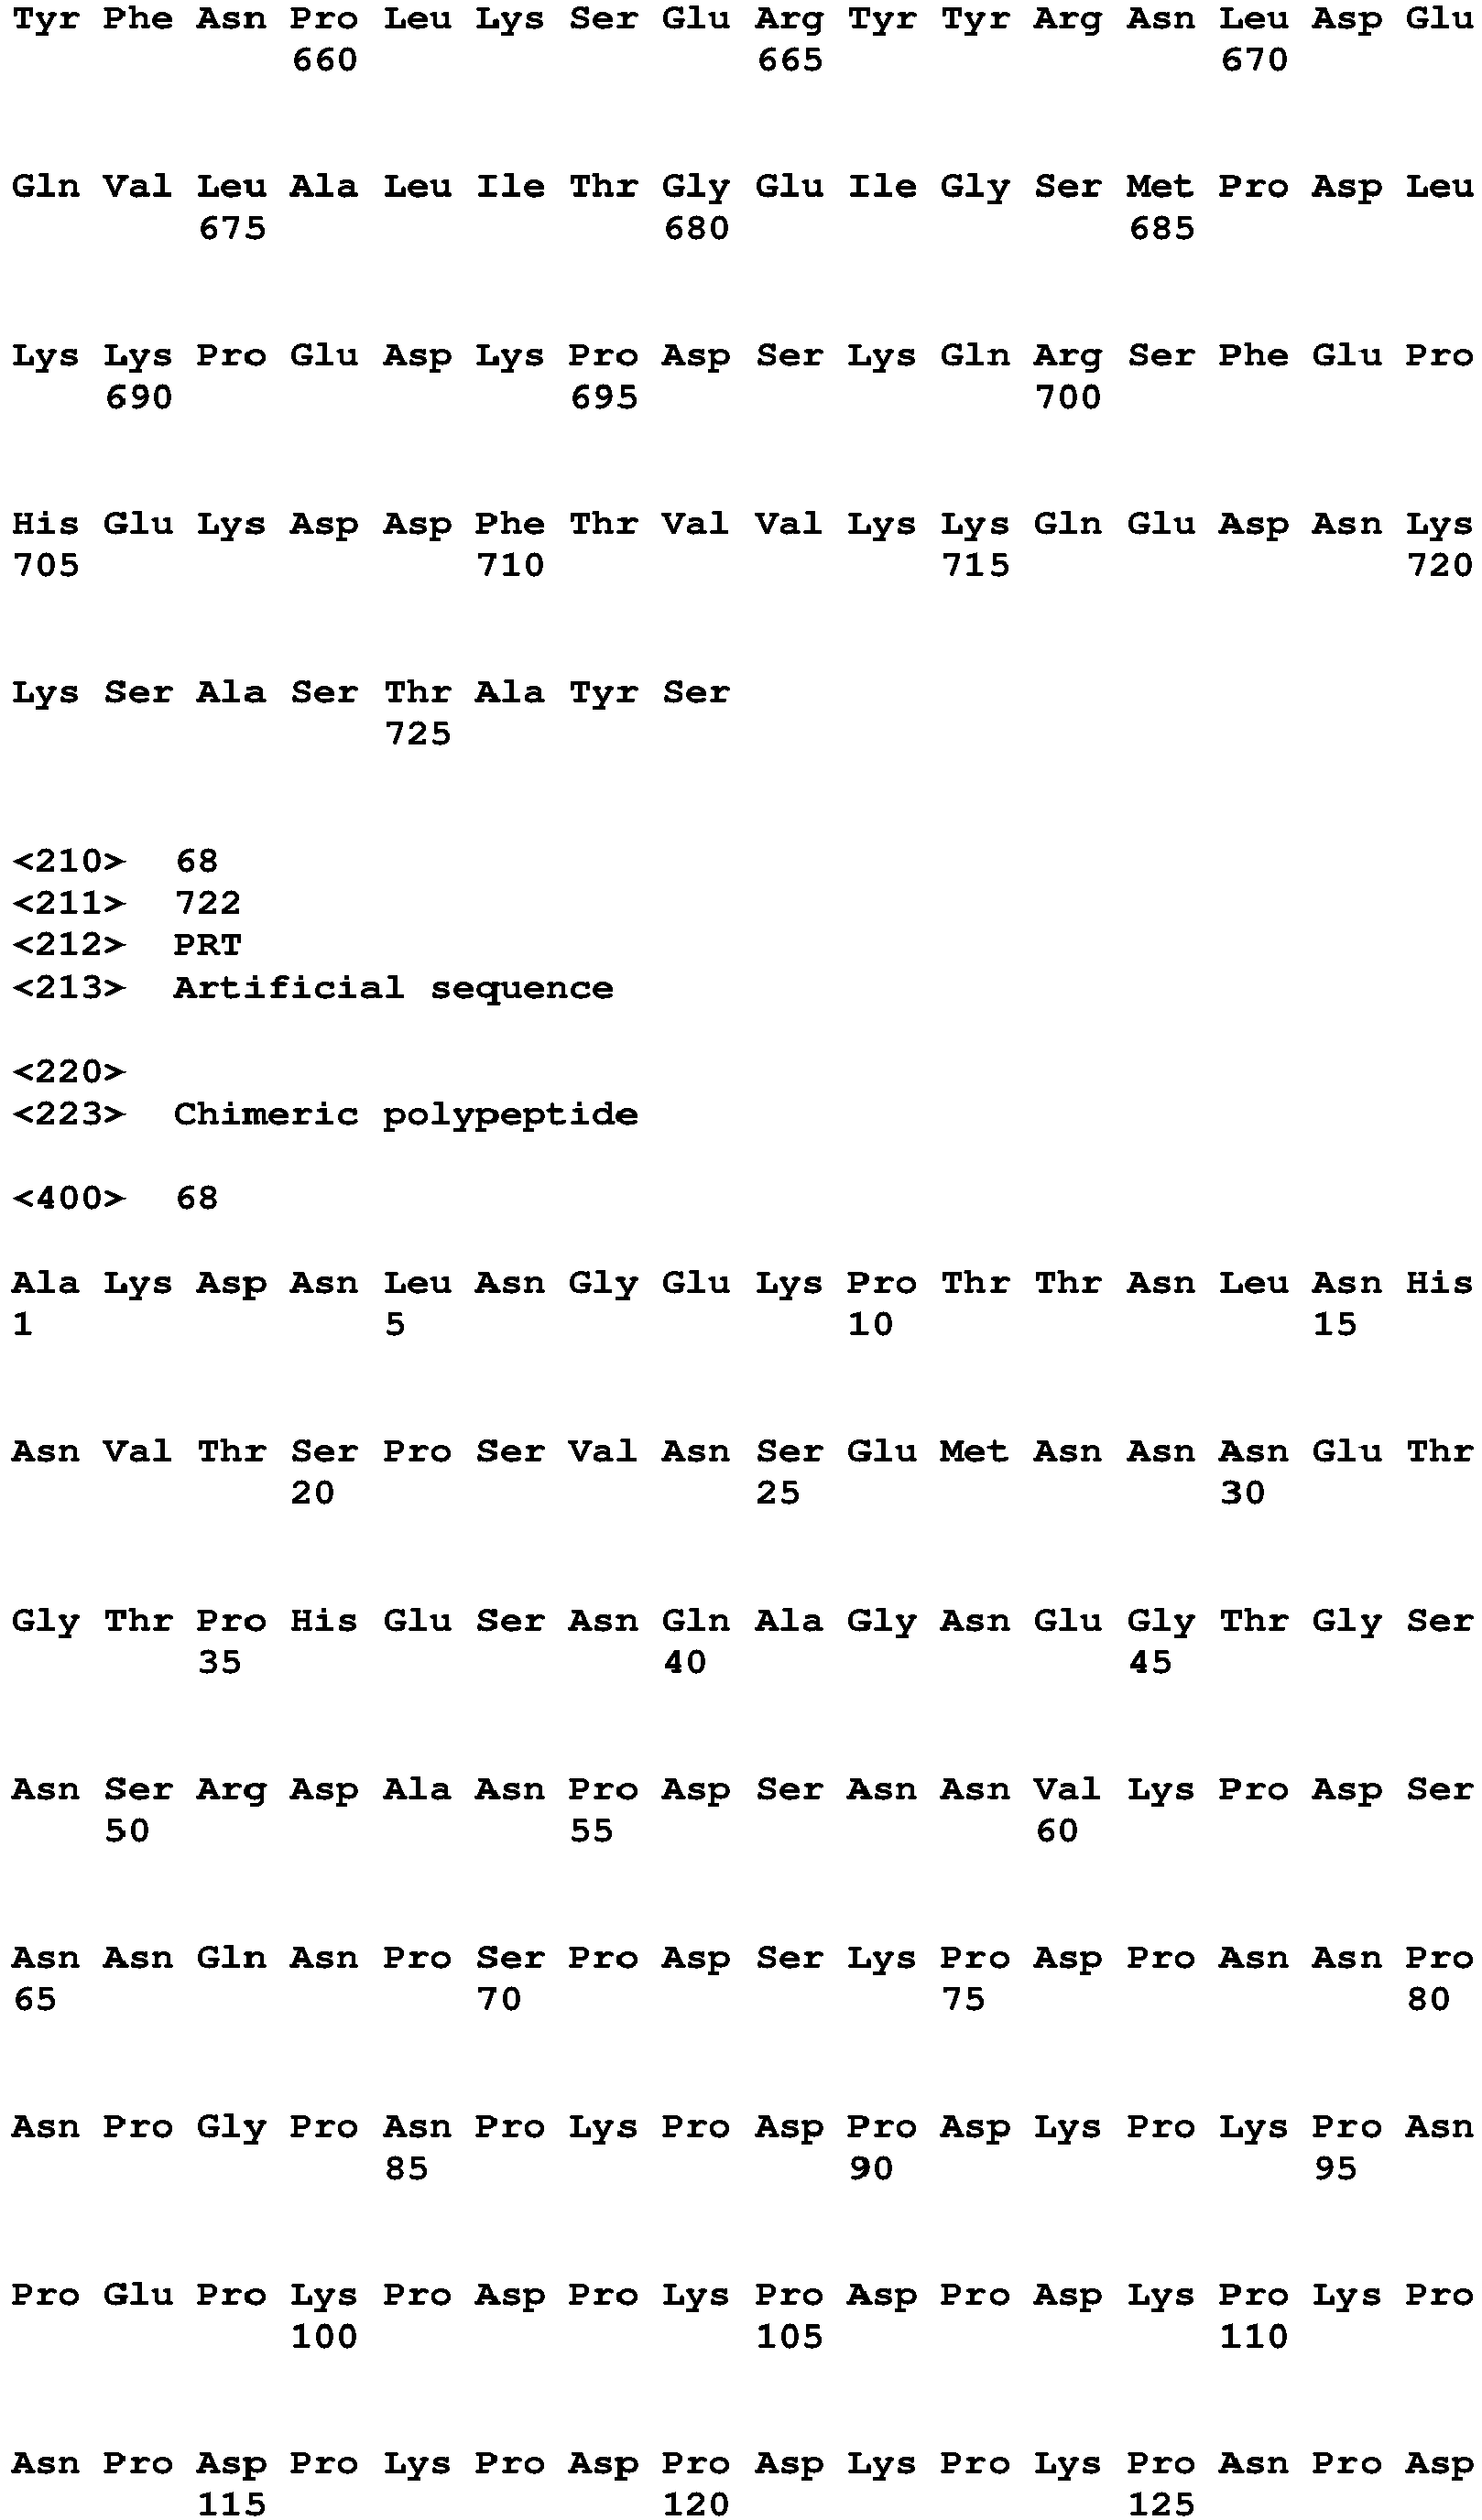 Tyr Phe Asn Pro Leu Lys Ser Glu Arg Tyr Tyr Arg Asn Leu Asp Glu
660 665 670
Gln Val Leu Ala Leu Ile Thr Gly Glu Ile Gly Ser Met Pro Asp Leu
675 680 685
Lys Lys Pro Glu Asp Lys Pro Asp Ser Lys Gln Arg Ser Phe Glu Pro
690 695 700
His Glu Lys Asp Asp Phe Thr Val Val Lys Lys Gln Glu Asp Asn Lys
705 710 715 720
Lys Ser Ala Ser Thr Ala Tyr Ser
725
<210> 68
<211> 722
<212> PRT
<213> Artificial sequence
<220>
<223> Chimeric polypeptide
<400> 68
Ala Lys Asp Asn Leu Asn Gly Glu Lys Pro Thr Thr Asn Leu Asn His
1 5 10 15
Asn Val Thr Ser Pro Ser Val Asn Ser Glu Met Asn Asn Asn Glu Thr
20 25 30
Gly Thr Pro His Glu Ser Asn Gln Ala Gly Asn Glu Gly Thr Gly Ser
35 40 45
Asn Ser Arg Asp Ala Asn Pro Asp Ser Asn Asn Val Lys Pro Asp Ser
50 55 60
Asn Asn Gln Asn Pro Ser Pro Asp Ser Lys Pro Asp Pro Asn Asn Pro
65 70 75 80
Asn Pro Gly Pro Asn Pro Lys Pro Asp Pro Asp Lys Pro Lys Pro Asn
85 90 95
Pro Glu Pro Lys Pro Asp Pro Lys Pro Asp Pro Asp Lys Pro Lys Pro
100 105 110
Asn Pro Asp Pro Lys Pro Asp Pro Asp Lys Pro Lys Pro Asn Pro Asp
115 120 125